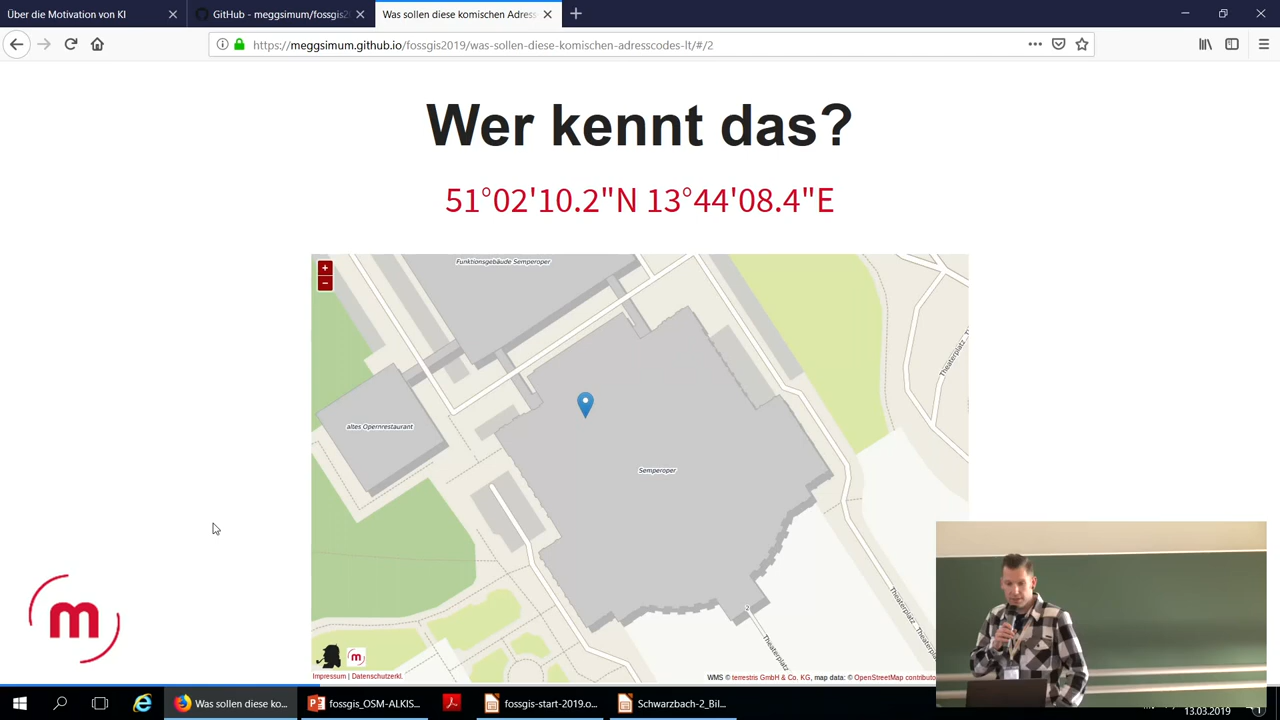 Über die Motivation von KI
GitHub - meggsimum/fossgis2
Was sollen diese komischen Adress
https://meggsimum.github.io/fossgis2019/was-sollen-diese-komischen-adresscodes-lt/#/2
Wer kennt das?
51°02'10.2"N 13°44'08.4"E
+
−
Funktionsgebäude Semperoper
Theaterplatz
altes Opernrestaurant
Semperoper
2
Theaterplatz
Theaterplatz
m
m
Impressum | Datenschutzerkl.
WMS © terrestris GmbH & Co. KG, map data: © OpenStreetMap contributo
Was sollen diese ko...
fossgis_OSM-ALKIS...
fossgis-start-2019.o...
Schwarzbach-2_Bil...
13.03.2019